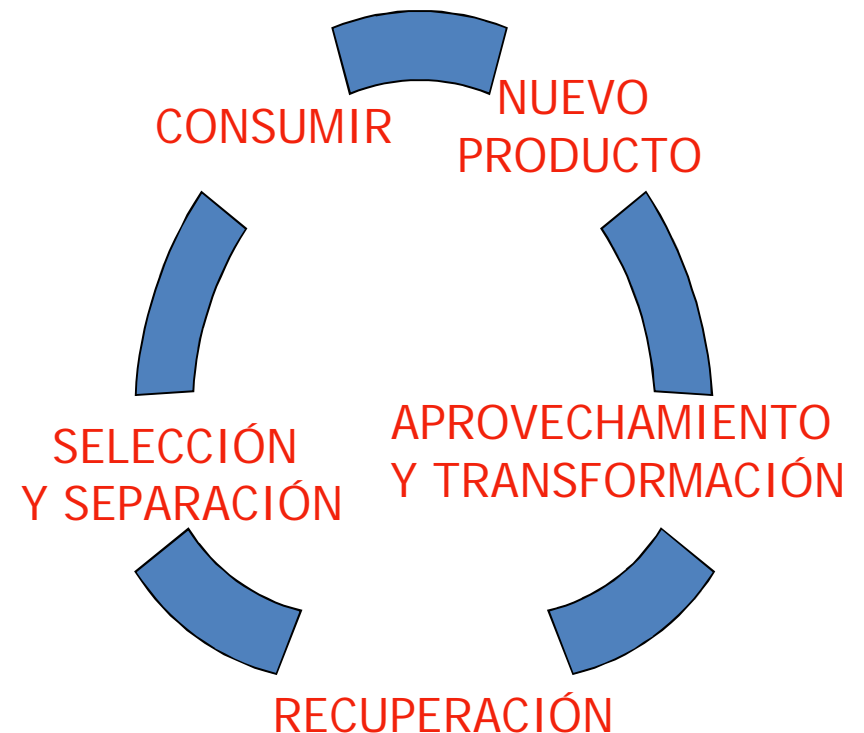 CONSUMIR
NUEVO
PRODUCTO
SELECCIÓN
Y SEPARACIÓN
APROVECHAMIENTO
Y TRANSFORMACIÓN
RECUPERACIÓN